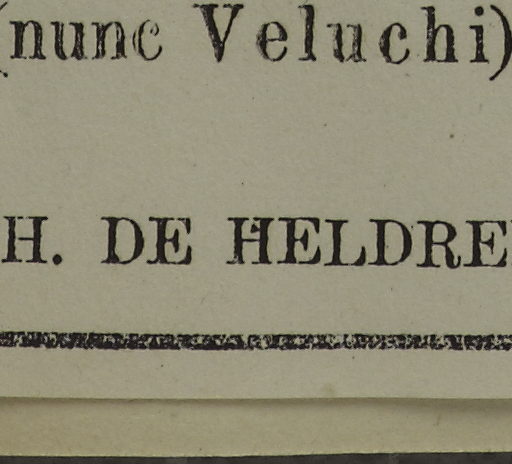 (nunc Veluchi)
H. DE HELDRE